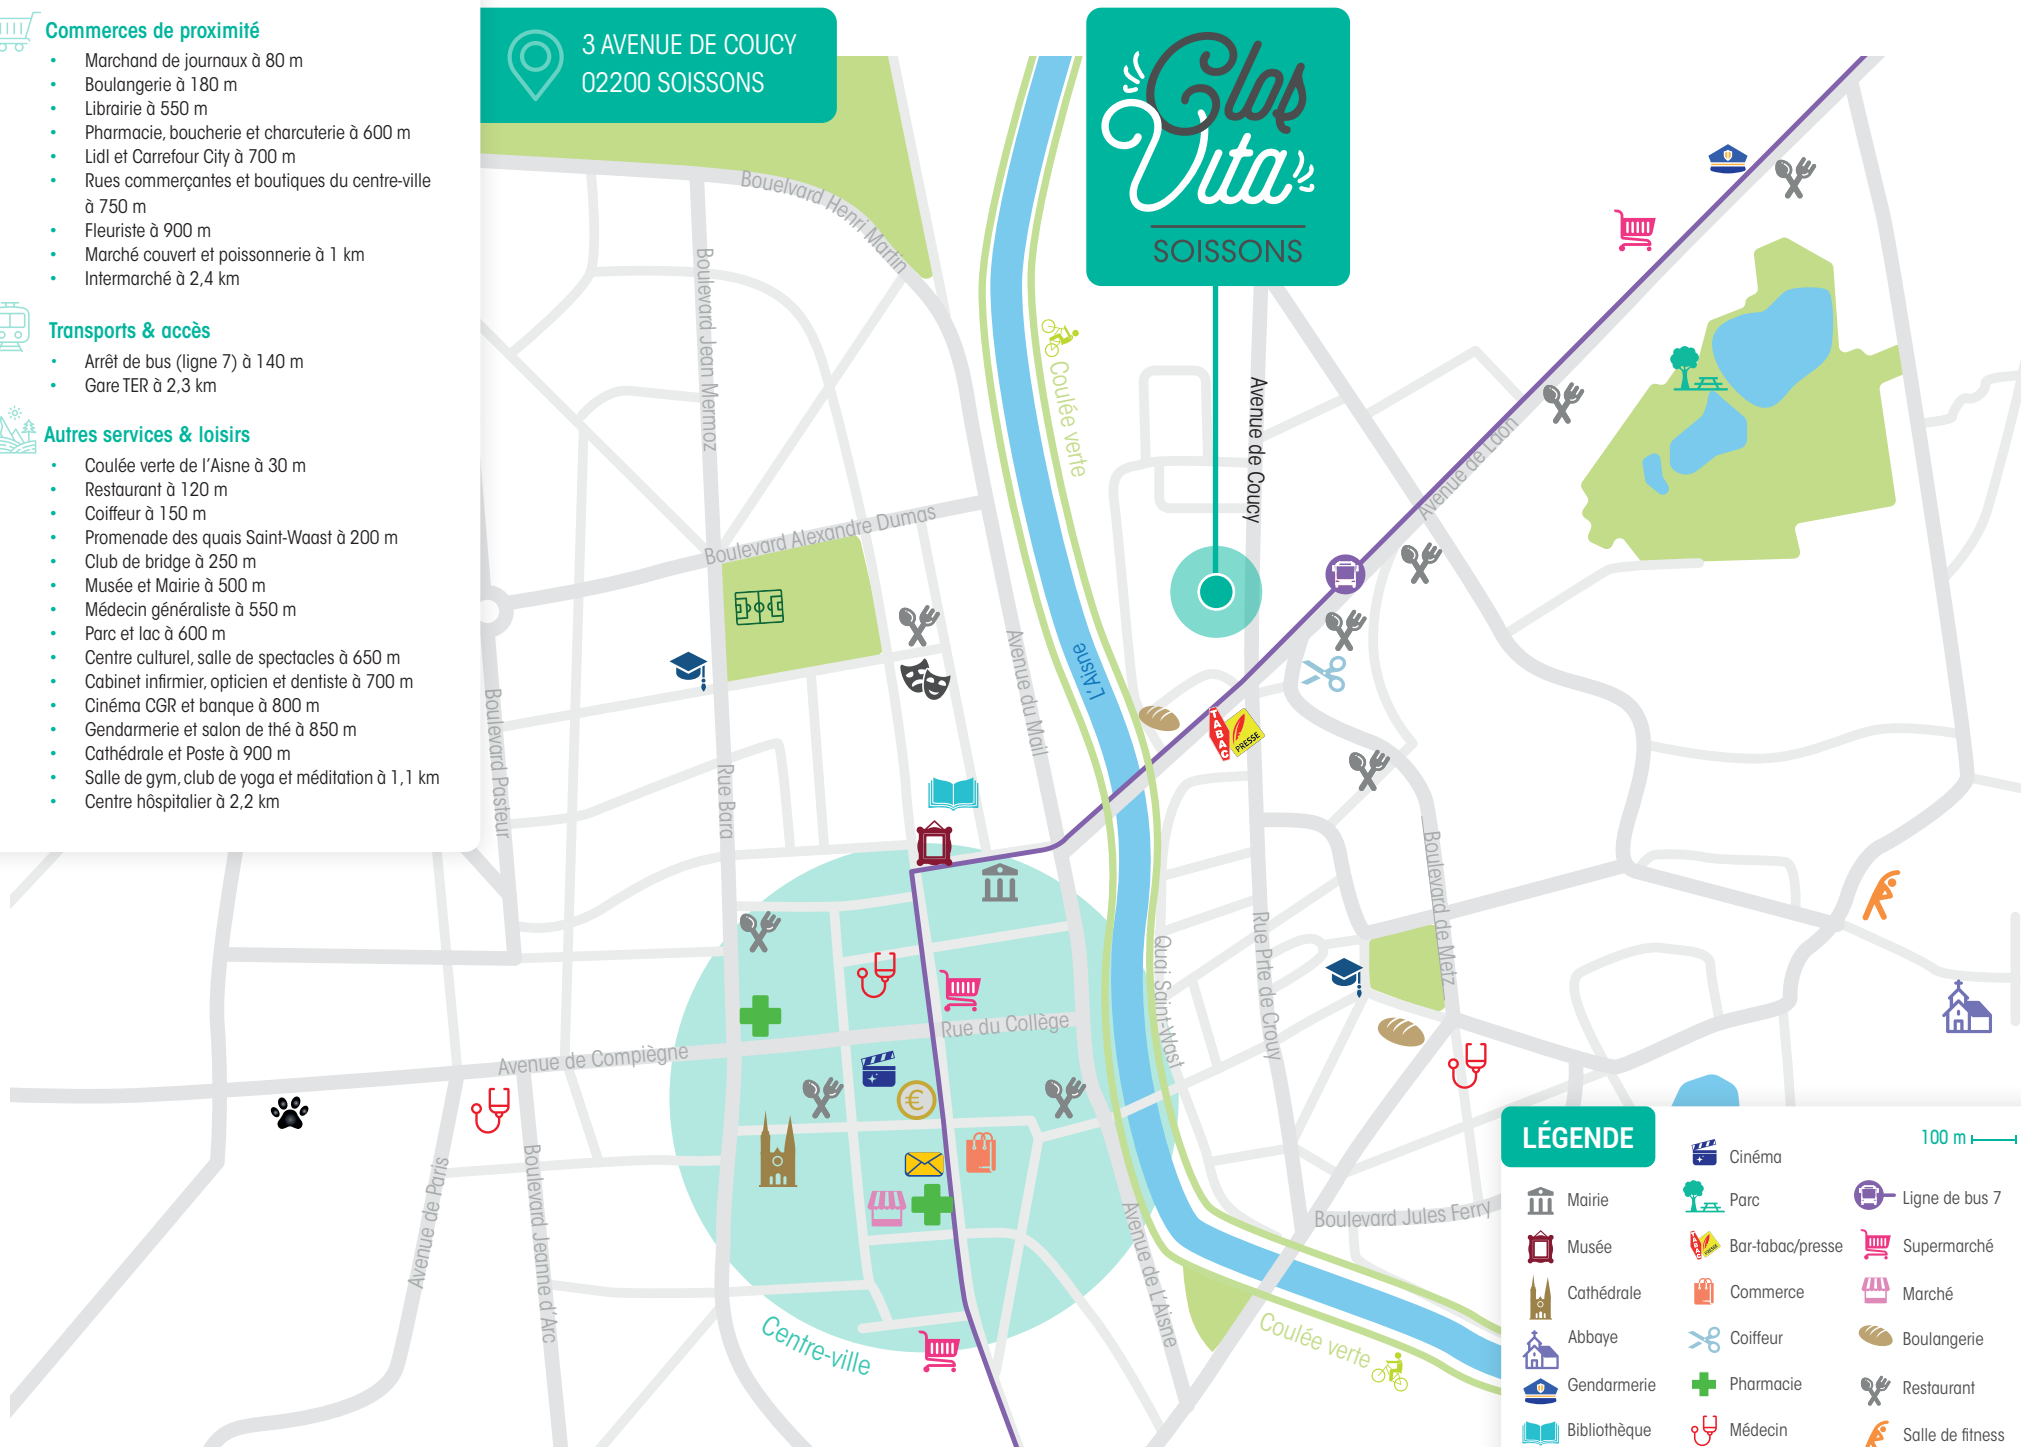 Commerces de proximité
• Marchand de journaux à 80 m
• Boulangerie à 180 m
• Librairie à 550 m
• Pharmacie, boucherie et charcuterie à 600 m
• Lidl et Carrefour City à 700 m
• Rues commerçantes et boutiques du centre-ville
à 750 m
• Fleuriste à 900 m
• Marché couvert et poissonnerie à 1 km
• Intermarché à 2,4 km
Transports & accès
• Arrêt de bus (ligne 7) à 140 m
• Gare TER à 2,3 km
Autres services & loisirs
• Coulée verte de l'Aisne à 30 m
• Restaurant à 120 m
• Coiffeur à 150 m
• Promenade des quais Saint-Waast à 200 m
• Club de bridge à 250 m
• Musée et Mairie à 500 m
• Médecin généraliste à 550 m
• Parc et lac à 600 m
• Centre culturel, salle de spectacles à 650 m
• Cabinet infirmier, opticien et dentiste à 700 m
• Cinéma CGR et banque à 800 m
• Gendarmerie et salon de thé à 850 m
• Cathédrale et Poste à 900 m
• Salle de gym, club de yoga et méditation à 1,1 km
• Centre hôspitalier à 2,2 km
3 AVENUE DE COUCY
02200 SOISSONS
Clos
Vita
SOISSONS
Bouelvard Henri Martin
Boulevard Jean Mermoz
Coulée verte
Avenue de Coucy
Avenue de Laon
Boulevard Alexandre Dumas
Avenue du Mail
L'Aisne
Boulevard Pasteur
Rue Bara
TABAC
PRESSE
Boulevard de Metz
Quai Saint-Wast
Rue Prte de Crouy
Rue du Collège
Avenue de Compiègne
€
Avenue de Paris
Boulevard Jeanne d'Arc
Avenue de L'Aisne
Boulevard Jules Ferry
Centre-ville
Coulée verte
LÉGENDE
100 m
Mairie
Musée
Cathédrale
Abbaye
Gendarmerie
Bibliothèque
Cinéma
Parc
Bar-tabac/presse
Commerce
Coiffeur
Pharmacie
Médecin
Ligne de bus 7
Supermarché
Marché
Boulangerie
Restaurant
Salle de fitness